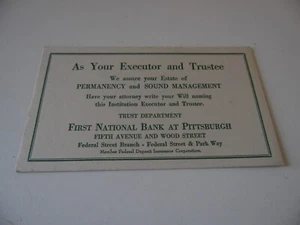 As Your Executor and Trustee
We assure your Estate of
PERMANENCY AND SOUND MANAGEMENT
Have your attorney write your Will naming
this Institution Executor and Trustee.
TRUST DEPARTMENT
FIRST NATIONAL BANK AT PITTSBURGH
FIFTH AVENUE AND WOOD STREET
Federal Street Branch - Federal Street & Park Way
Member Federal Deposit Insurance Corporation.